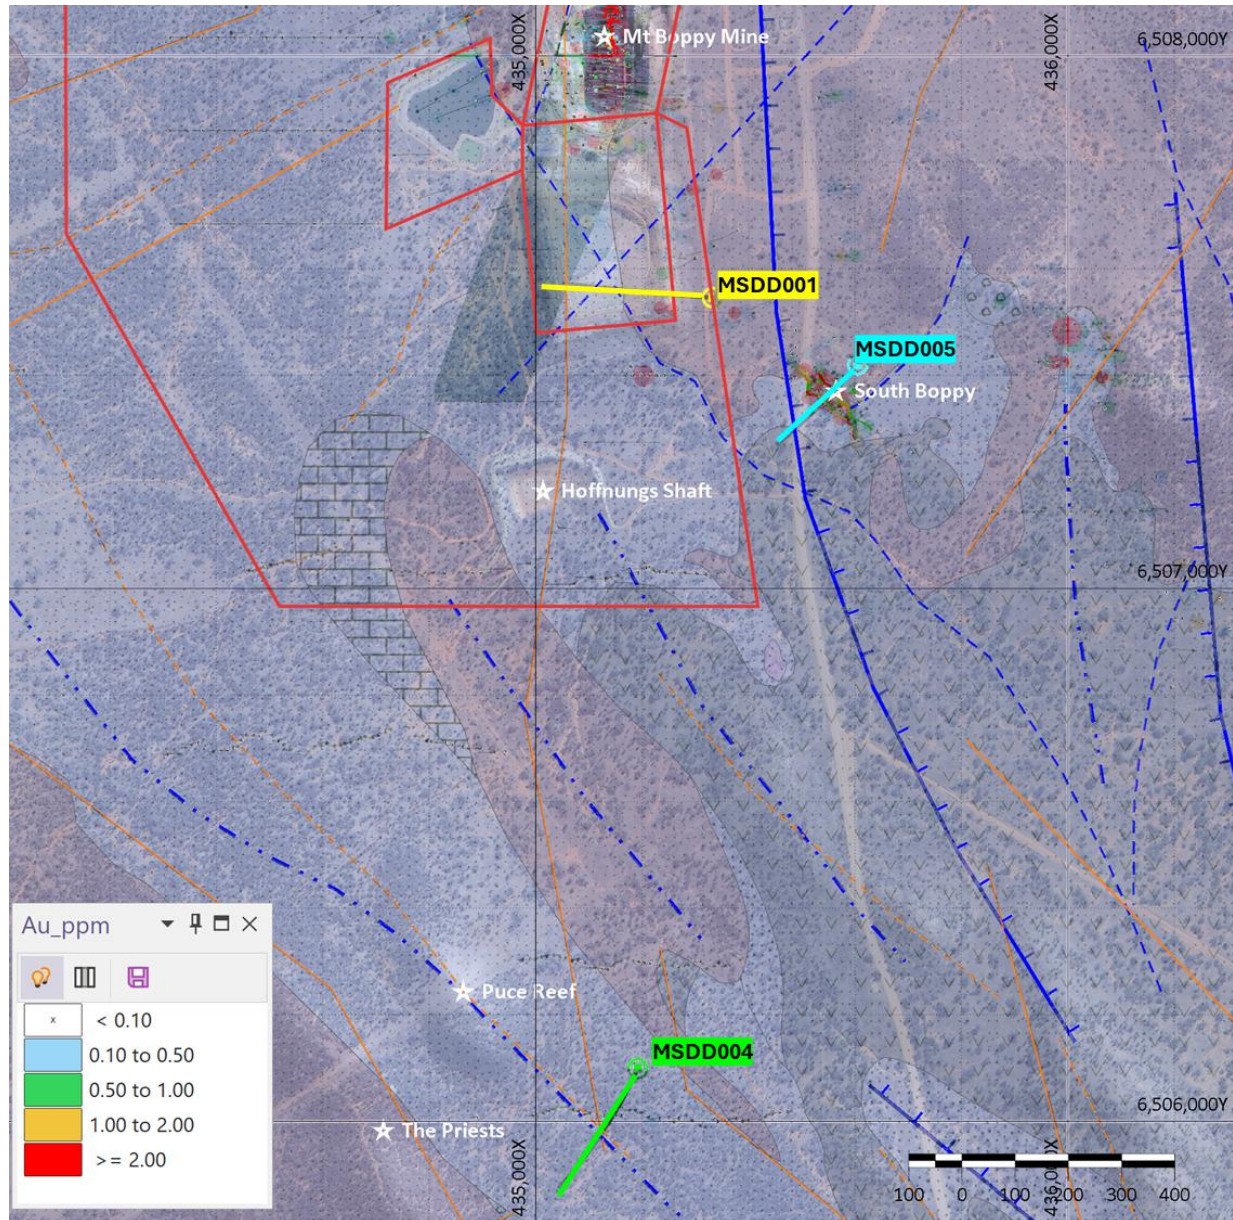 435,000X
436,000X
6,508,000Y
Mt Boppy Mine
MSDD001
MSDD005
South Boppy
Hoffnungs Shaft
6,507,000Y
Au_ppm
x < 0.10
0.10 to 0.50
0.50 to 1.00
1.00 to 2.00
>= 2.00
Puce Reef
MSDD004
The Priests
6,506,000Y
435,000X
436,000X
100 0 100 200 300 400